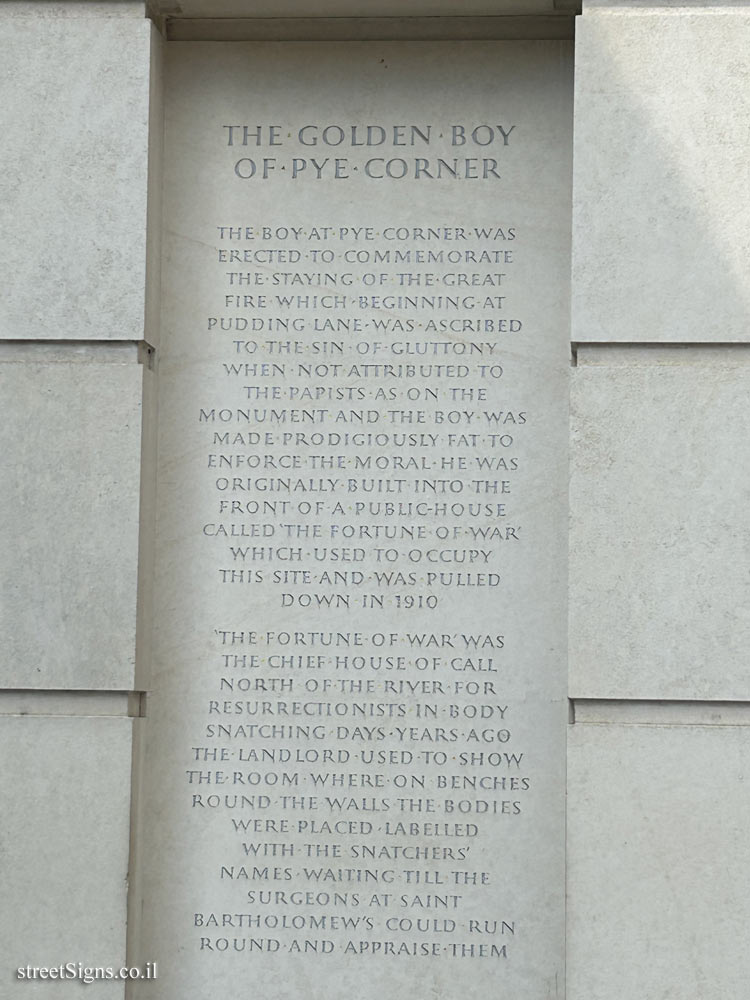 THE·GOLDEN·BOY
OF·PYE·CORNER
THE·BOY·AT·PYE·CORNER·WAS
ERECTED·TO·COMMEMORATE
THE·STAYING·OF·THE·GREAT
FIRE·WHICH·BEGINNING·AT
PUDDING·LANE·WAS·ASCRIBED
TO·THE·SIN·OF·GLUTTONY
WHEN·NOT·ATTRIBUTED·TO
THE·PAPISTS·AS·ON·THE
MONUMENT·AND·THE·BOY·WAS
MADE·PRODIGIOUSLY·FAT·TO
ENFORCE·THE·MORAL·HE·WAS
ORIGINALLY·BUILT·INTO·THE
FRONT·OF·A·PUBLIC-HOUSE
CALLED 'THE·FORTUNE·OF·WAR'
WHICH·USED·TO·OCCUPY
THIS·SITE·AND·WAS·PULLED
DOWN·IN·1910
'THE·FORTUNE·OF·WAR' WAS
THE·CHIEF·HOUSE·OF·CALL
NORTH·OF·THE·RIVER·FOR
RESURRECTIONISTS·IN·BODY
SNATCHING·DAYS·YEARS·AGO
THE·LANDLORD·USED·TO·SHOW
THE·ROOM·WHERE·ON·BENCHES
ROUND·THE·WALLS·THE·BODIES
WERE·PLACED·LABELLED
WITH·THE·SNATCHERS'
NAMES·WAITING·TILL·THE
SURGEONS·AT·SAINT
BARTHOLOMEW'S·COULD·RUN
ROUND·AND·APPRAISE·THEM
streetSigns.co.il